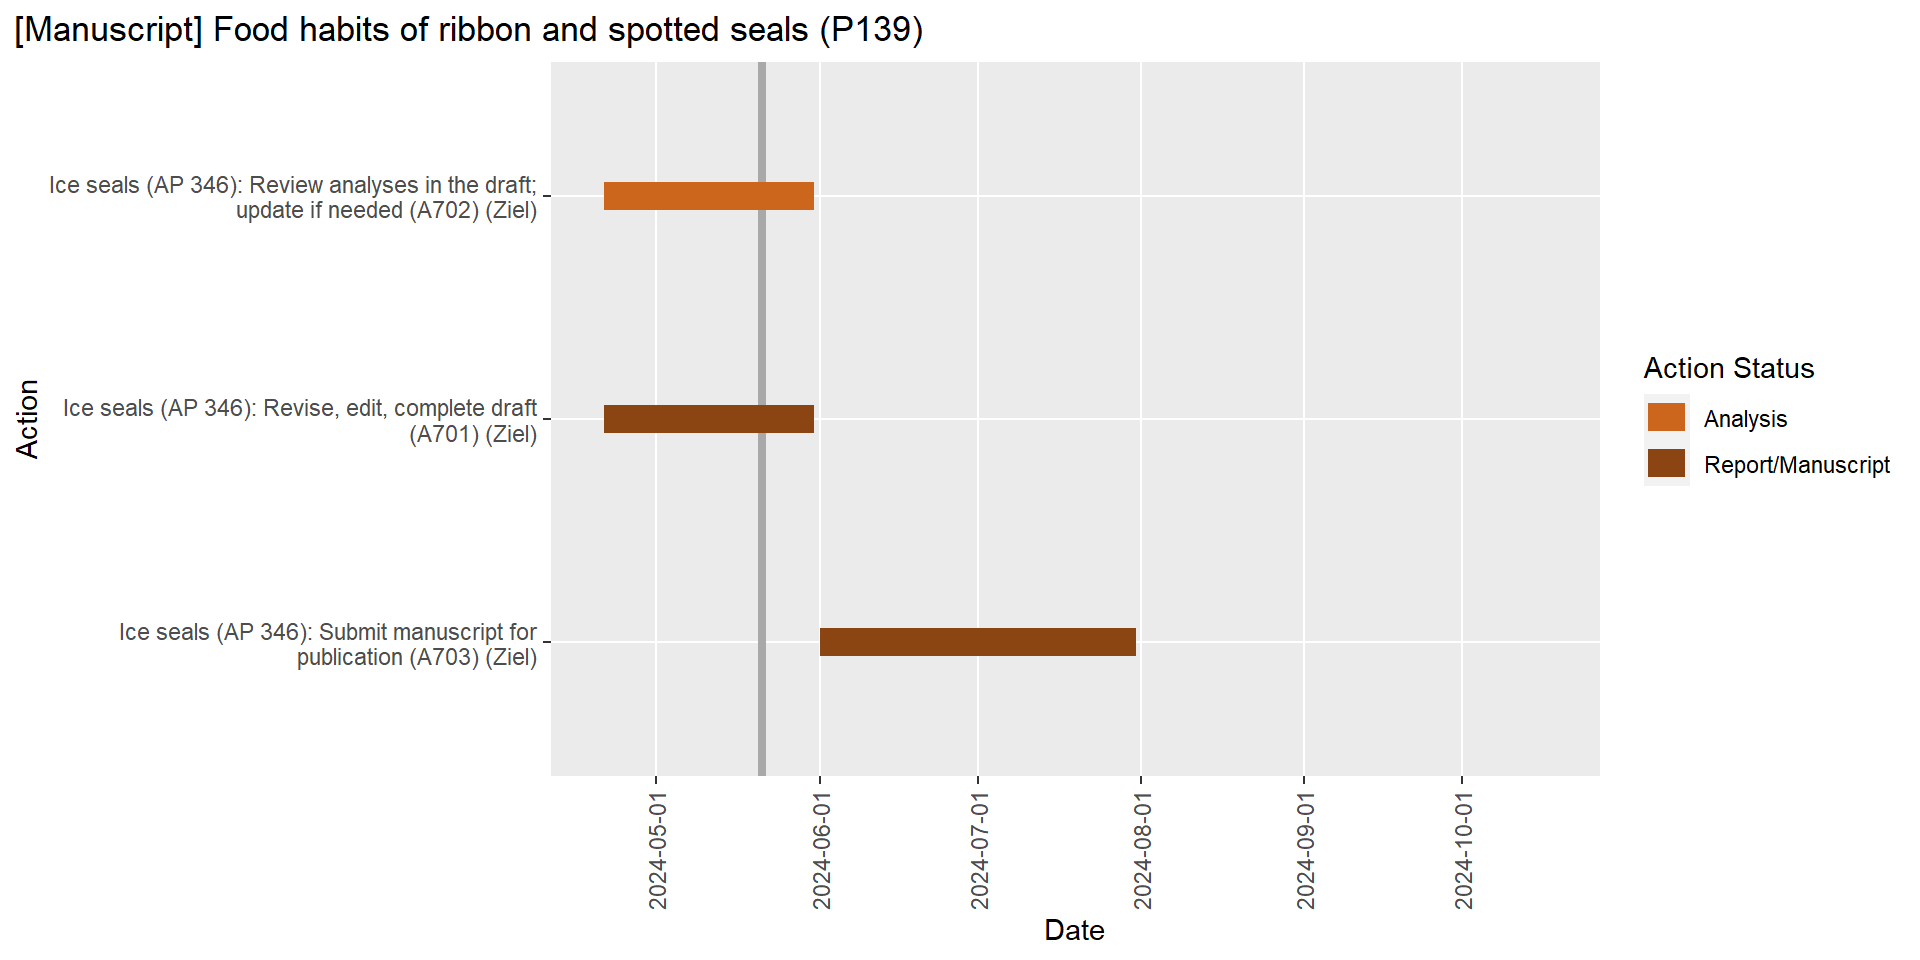 [Manuscript] Food habits of ribbon and spotted seals (P139)
Ice seals (AP 346): Review analyses in the draft;
update if needed (A702) (Ziel)
Ice seals (AP 346): Revise, edit, complete draft
(A701) (Ziel)
Ice seals (AP 346): Submit manuscript for
publication (A703) (Ziel)
Action
2024-05-01
2024-06-01
2024-07-01
2024-08-01
2024-09-01
2024-10-01
Date
Action Status
Analysis
Report/Manuscript